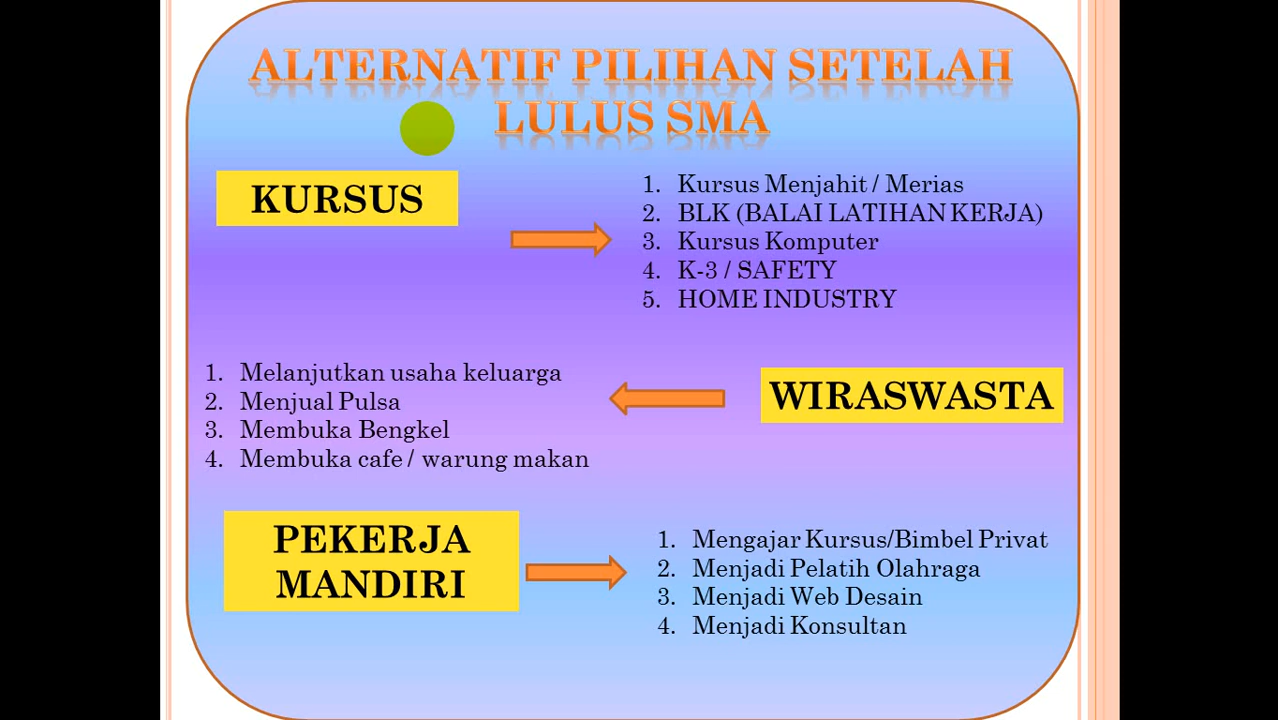 ALTERNATIF PILIHAN SETELAH
LULUS SMA
KURSUS
1. Kursus Menjahit / Merias
2. BLK (BALAI LATIHAN KERJA)
3. Kursus Komputer
4. K-3 / SAFETY
5. HOME INDUSTRY
WIRASWASTA
1. Melanjutkan usaha keluarga
2. Menjual Pulsa
3. Membuka Bengkel
4. Membuka cafe / warung makan
PEKERJA
MANDIRI
1. Mengajar Kursus/Bimbel Privat
2. Menjadi Pelatih Olahraga
3. Menjadi Web Desain
4. Menjadi Konsultan